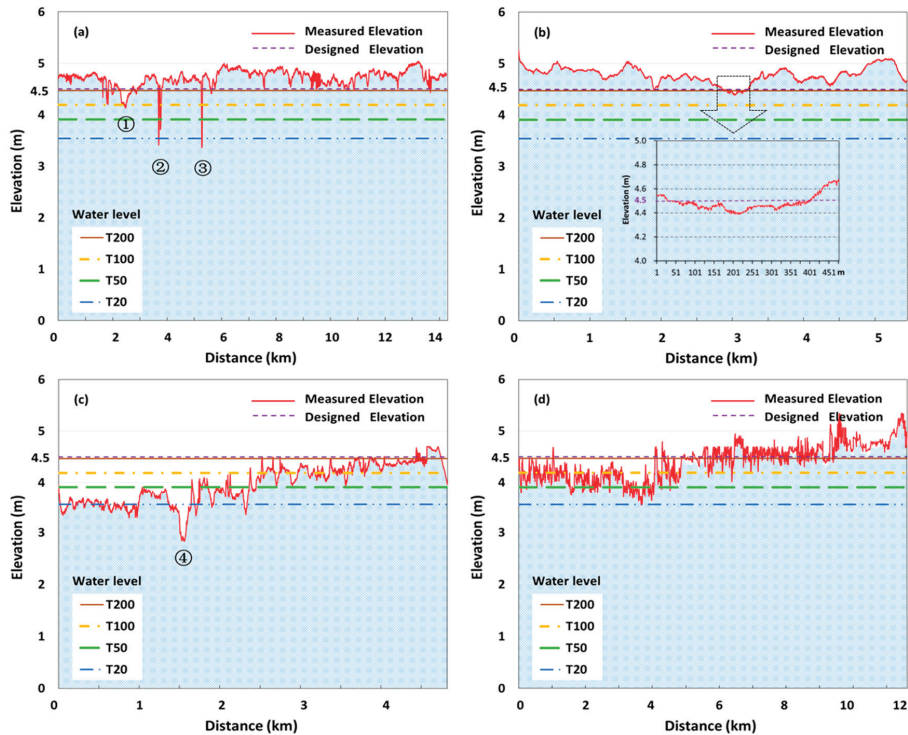 (a)
Measured Elevation
Designed Elevation
6
5
4.5
4
3
2
1
0
Elevation (m)
①
②
③
Water level
T200
T100
T50
T20
0 2 4 6 8 10 12 14
Distance (km)
(b)
Measured Elevation
Designed Elevation
6
5
4.5
4
3
2
1
0
Elevation (m)
5.0
4.8
4.6
4.5
4.4
4.2
4.0
Elevation (m)
1 51 101 151 201 251 301 351 401 451 m
Water level
T200
T100
T50
T20
0 1 2 3 4 5
Distance (km)
(c)
Measured Elevation
Designed Elevation
6
5
4.5
4
3
2
1
0
Elevation (m)
④
Water level
T200
T100
T50
T20
0 1 2 3 4
Distance (km)
(d)
Measured Elevation
Designed Elevation
6
5
4.5
4
3
2
1
0
Elevation (m)
Water level
T200
T100
T50
T20
0 2 4 6 8 10 12
Distance (km)